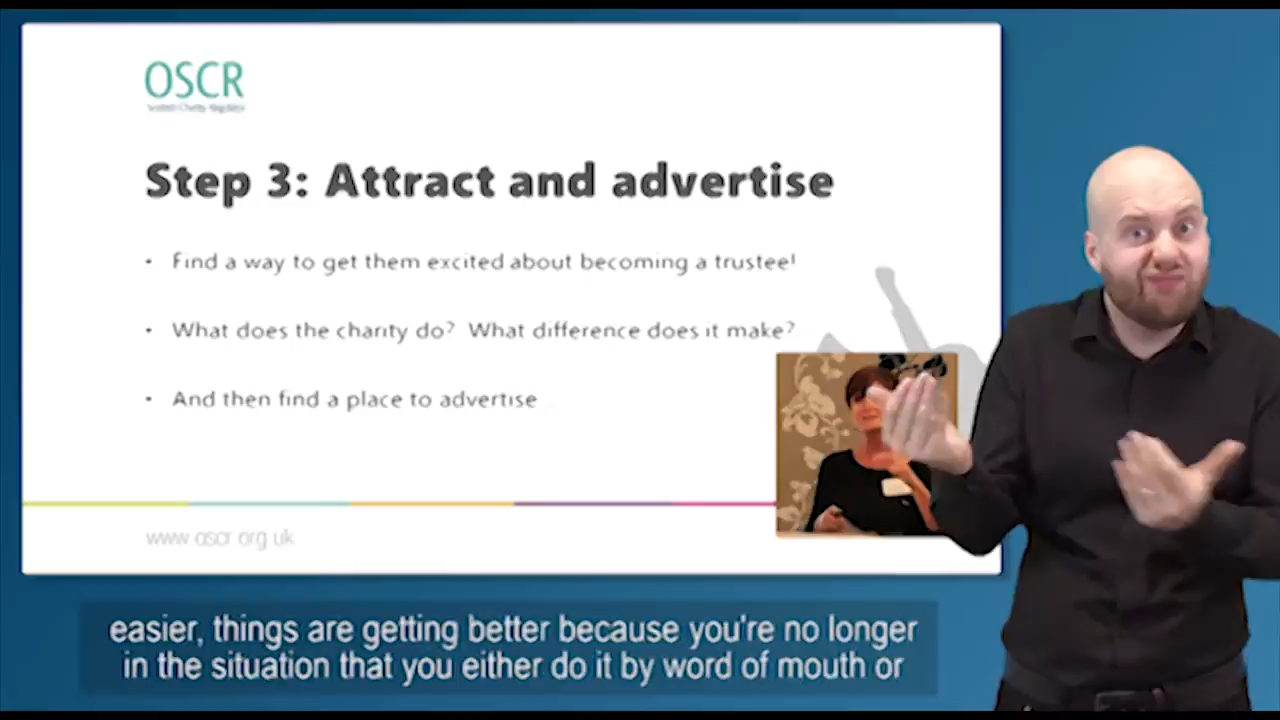 OSCR
Scottish Charity Regulator
Step 3: Attract and advertise
• Find a way to get them excited about becoming a trustee!
• What does the charity do? What difference does it make?
• And then find a place to advertise
www.oscr.org.uk
easier, things are getting better because you're no longer
in the situation that you either do it by word of mouth or